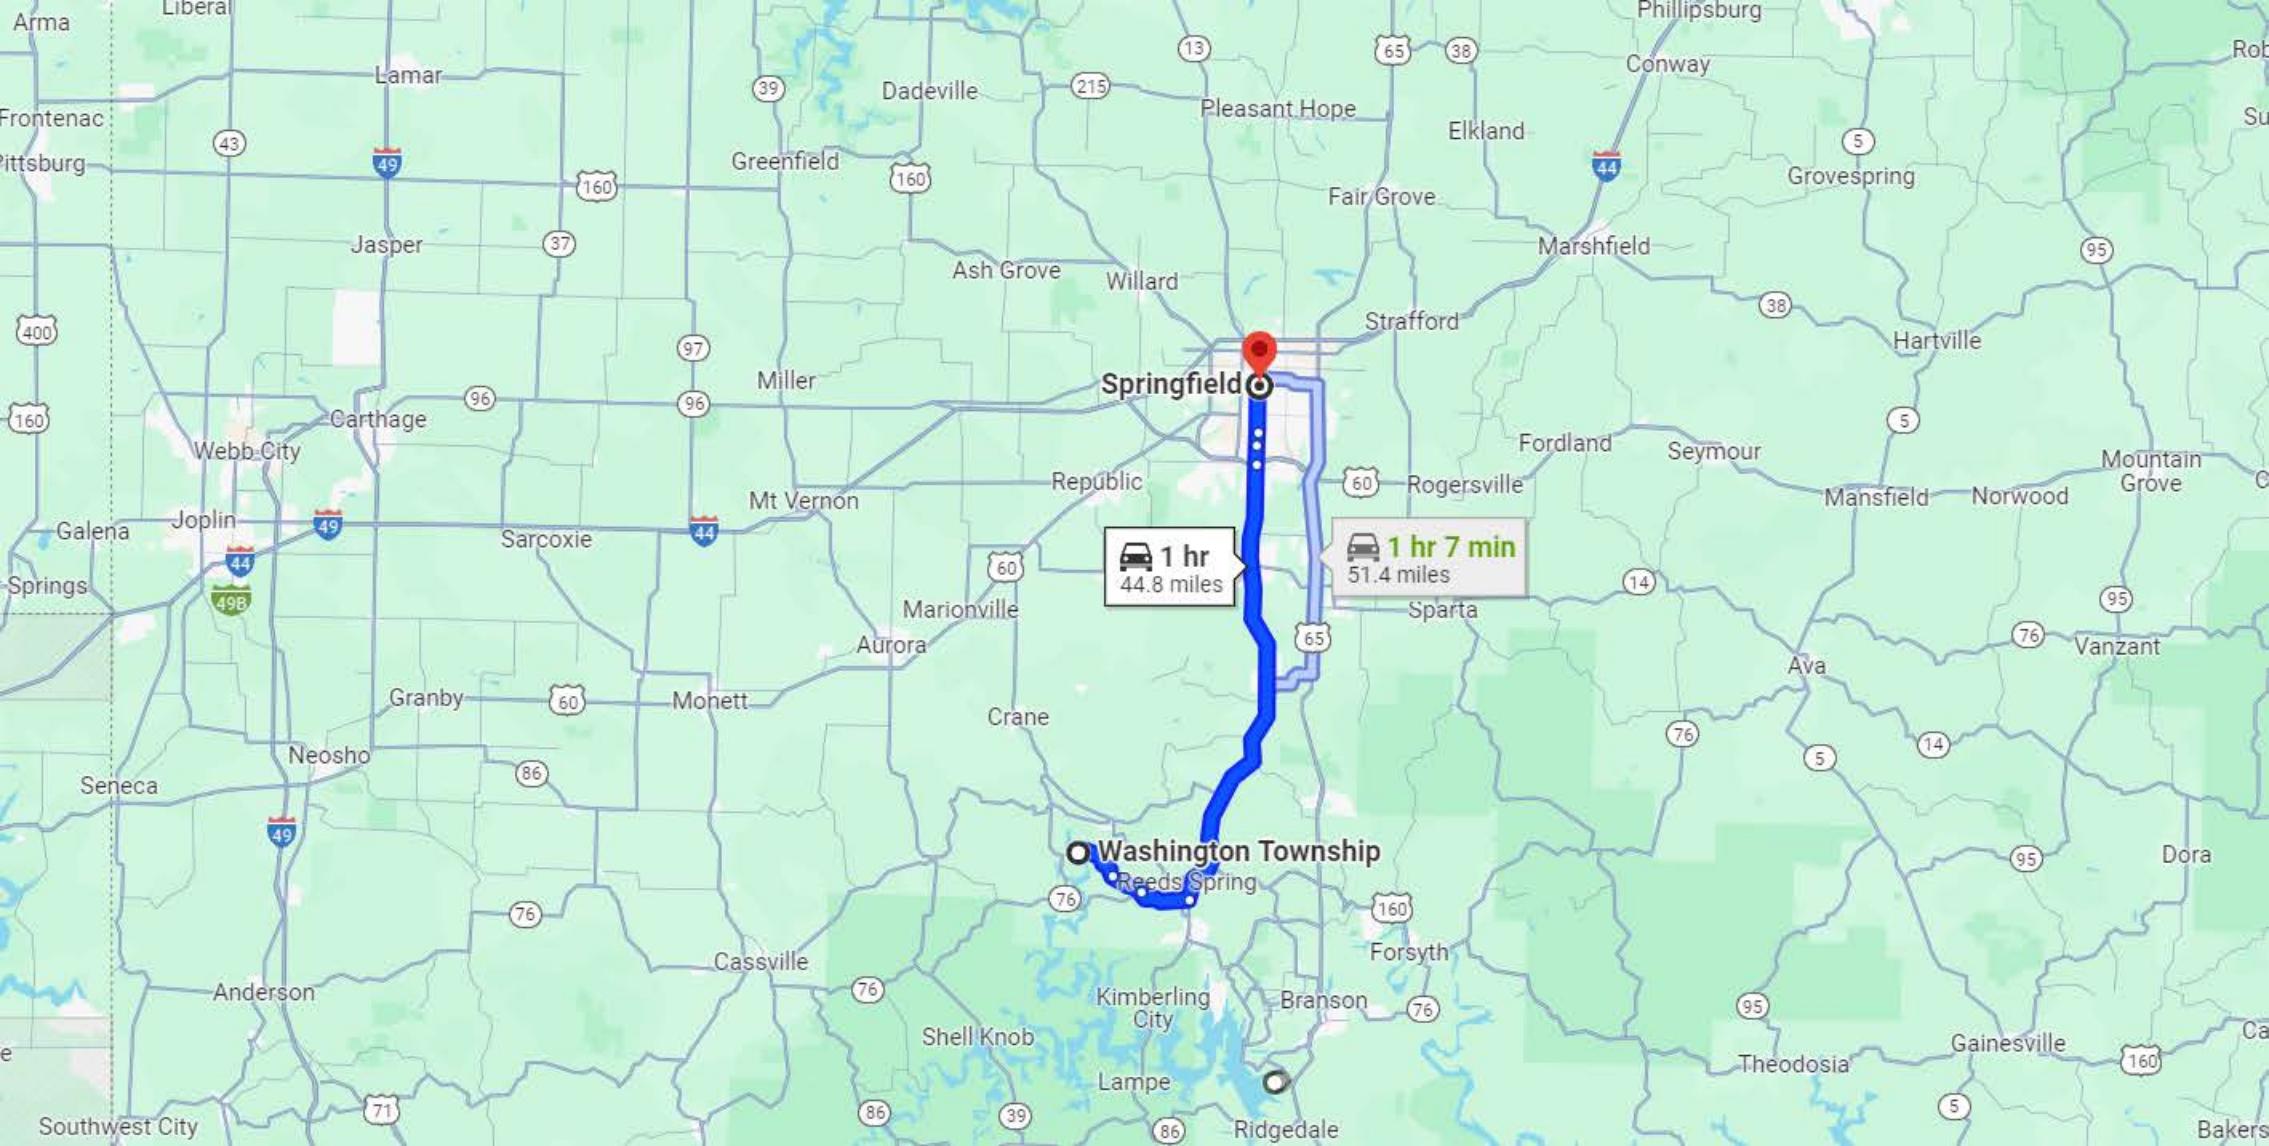 Liberal
Phillipsburg
Arma
13
65
38
Rob
Conway
Lamar
39
Dadeville
215
Pleasant Hope
Frontenac
Su
Elkland
43
5
49
Pittsburg
Greenfield
44
160
160
Grovespring
Fair Grove
Jasper
37
Marshfield
95
Ash Grove
Willard
38
400
Strafford
Hartville
97
Miller
Springfield
96
96
160
Carthage
5
Webb City
Fordland
Seymour
Mountain
Grove
Republic
60
Rogersville
Mt Vernon
Mansfield
Norwood
Joplin
49
Galena
44
Sarcoxie
1 hr
44.8 miles
1 hr 7 min
51.4 miles
44
60
Springs
14
49B
95
Marionville
Sparta
65
76
Aurora
Vanzant
Ava
Granby
60
Monett
Crane
76
14
Neosho
5
86
Seneca
49
Washington Township
95
Dora
Reeds Spring
76
160
76
Forsyth
Cassville
76
Anderson
Kimberling
City
Branson
76
95
Ca
Shell Knob
Gainesville
e
Theodosia
160
Lampe
71
86
39
5
86
Southwest City
Ridgedale
Bakers